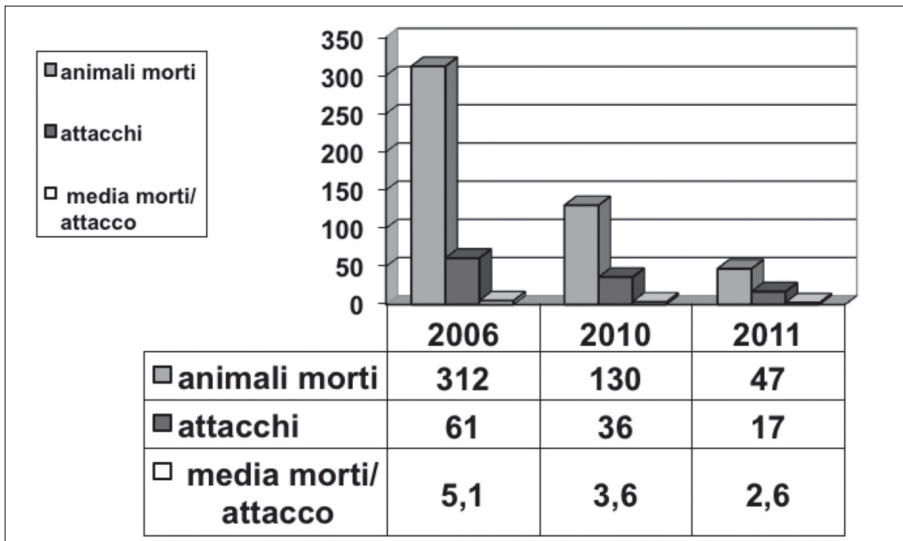 animali morti
attacchi
media morti/
attacco
350
300
250
200
150
100
50
0
2006 2010 2011
animali morti 312 130 47
attacchi 61 36 17
media morti/
attacco 5,1 3,6 2,6